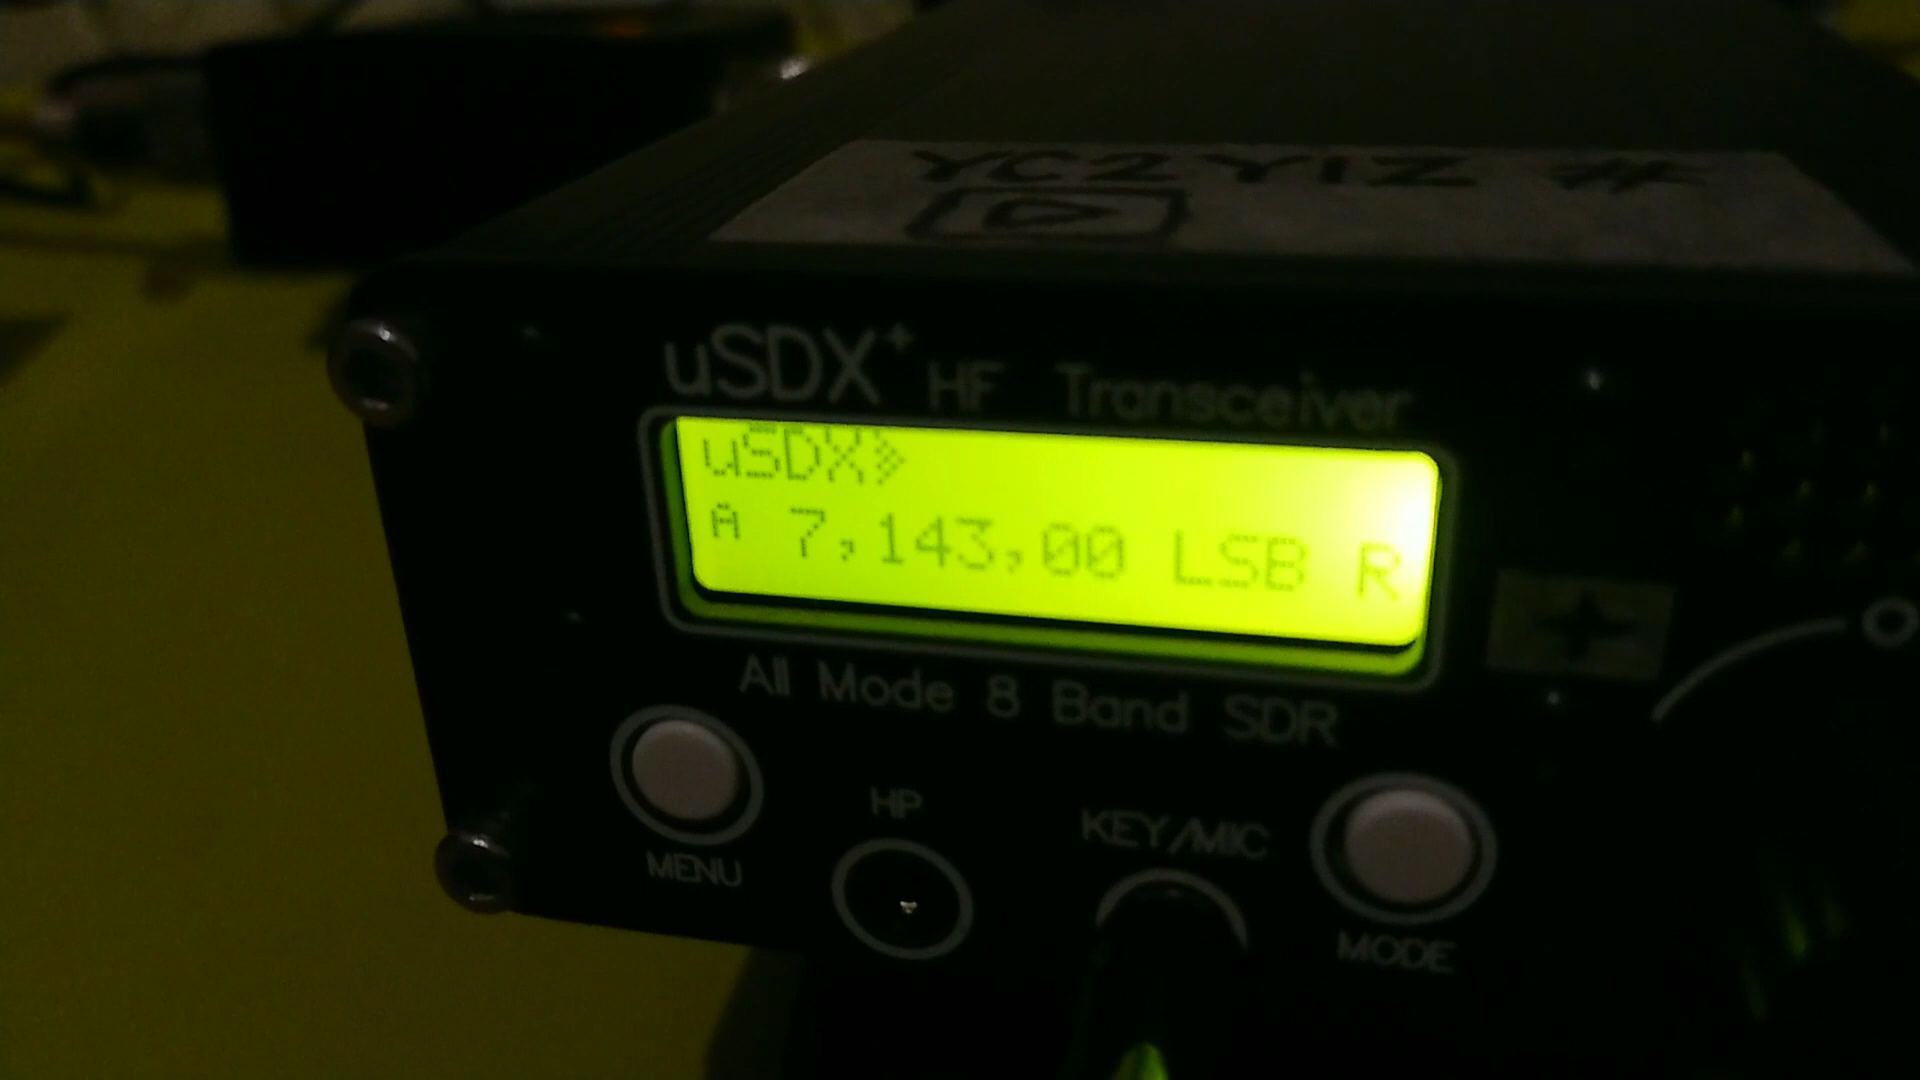 YC2YIZ #
uSDX+ HF Transceiver
uSDX
A 7,143,00 LSB R
All Mode 8 Band SDR
MENU
HP
KEY/MIC
MODE